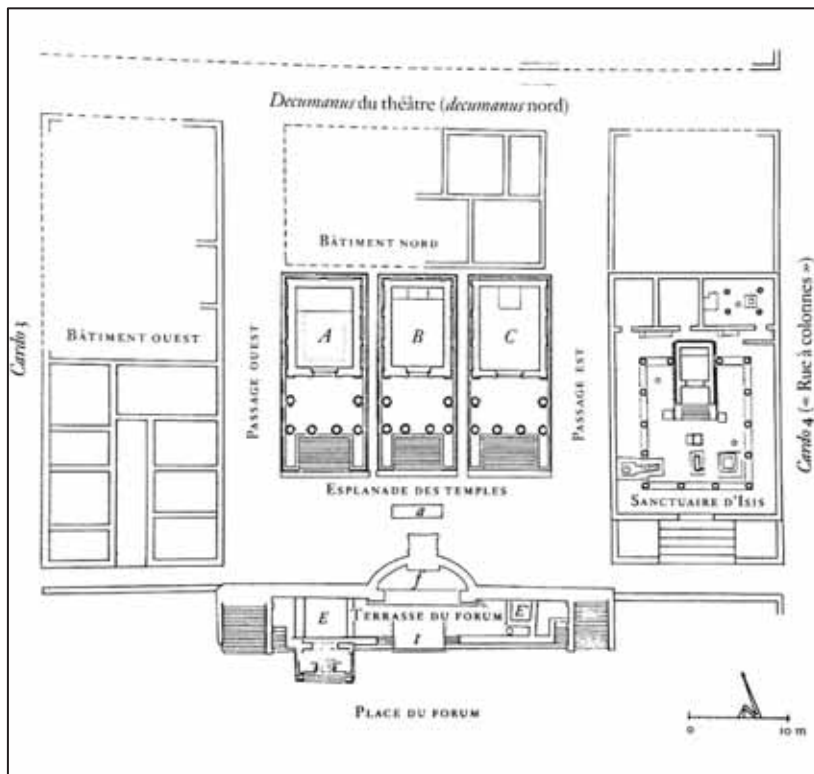 Decumanus du théâtre (decumanus nord)
BÂTIMENT NORD
Cardo 3
BÂTIMENT OUEST
PASSAGE OUEST
A
B
C
PASSAGE EST
Cardo 4 (« Rue à colonnes »)
ESPLANADE DES TEMPLES
SANCTUAIRE D'ISIS
a
f
E
TERRASSE DU FORUM
E'
t
PLACE DU FORUM
0 10 m